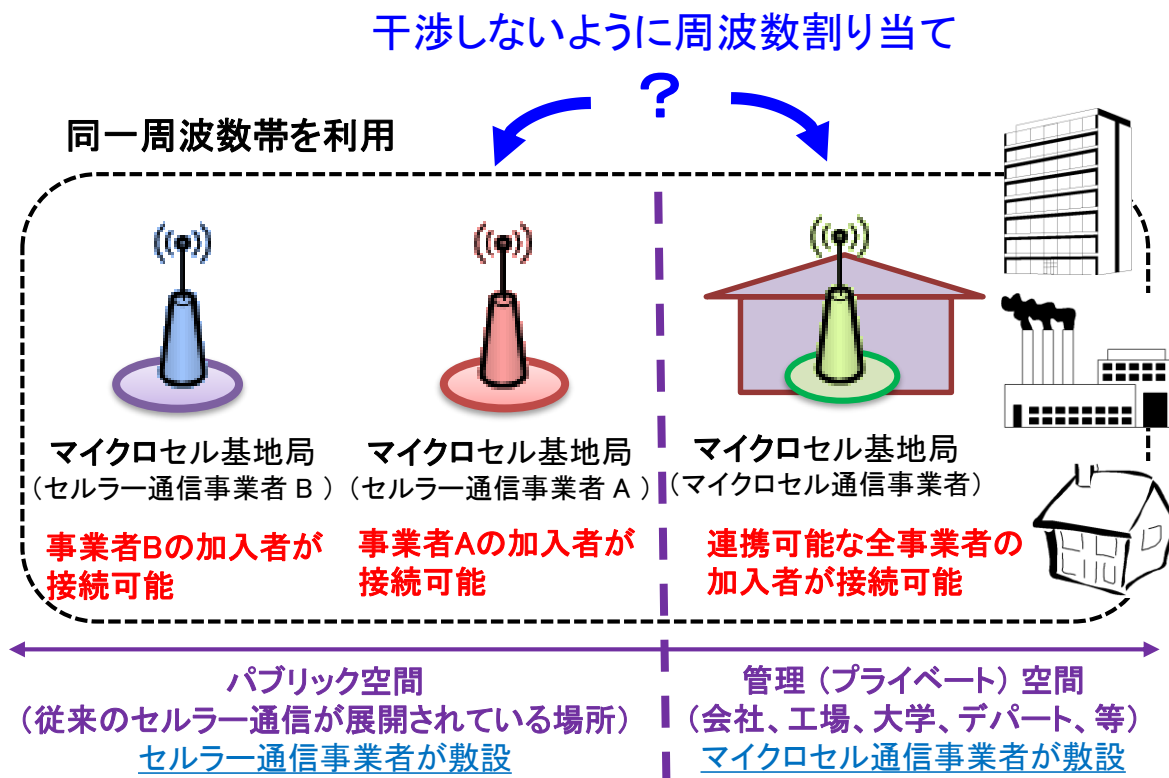 干渉しないように周波数割り当て
?
同一周波数帯を利用
マイクロセル基地局
（セルラー通信事業者 B ）
事業者Bの加入者が
接続可能
マイクロセル基地局
（セルラー通信事業者 A ）
事業者Aの加入者が
接続可能
マイクロセル基地局
（マイクロセル通信事業者）
連携可能な全事業者の
加入者が接続可能
パブリック空間
（従来のセルラー通信が展開されている場所）
セルラー通信事業者が敷設
管理（プライベート）空間
（会社、工場、大学、デパート、等）
マイクロセル通信事業者が敷設